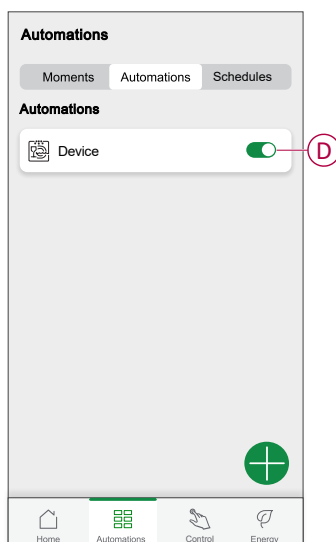 Automations
Moments Automations Schedules
Automations
Device
D
Home Automations Control Energy